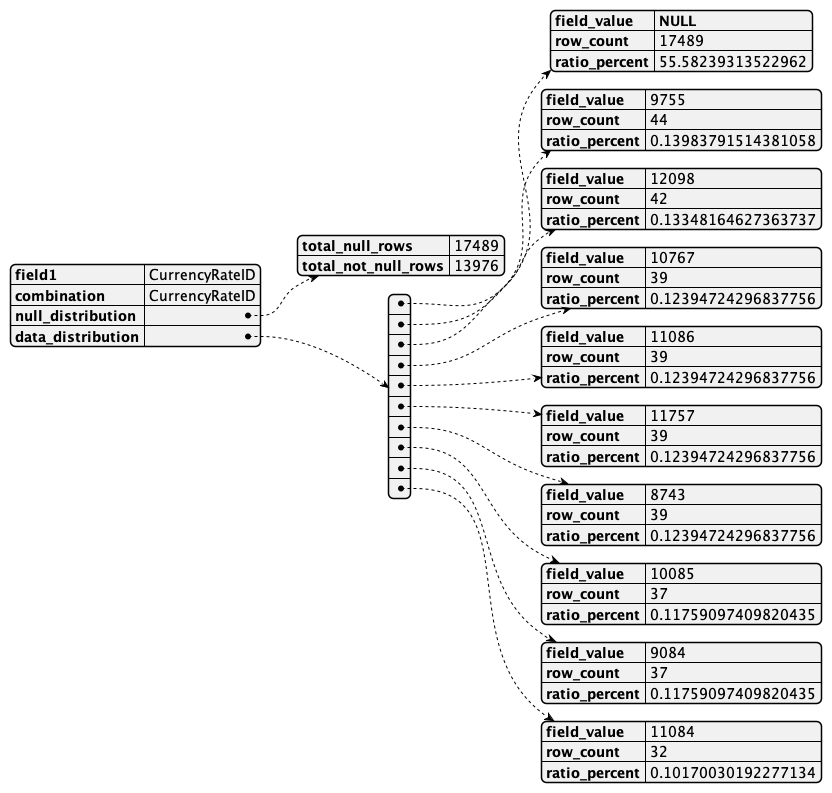 field1 CurrencyRateID
combination CurrencyRateID
null_distribution
data_distribution
total_null_rows 17489
total_not_null_rows 13976
field_value NULL
row_count 17489
ratio_percent 55.58239313522962
field_value 9755
row_count 44
ratio_percent 0.13983791514381058
field_value 12098
row_count 42
ratio_percent 0.13348164627363737
field_value 10767
row_count 39
ratio_percent 0.12394724296837756
field_value 11086
row_count 39
ratio_percent 0.12394724296837756
field_value 11757
row_count 39
ratio_percent 0.12394724296837756
field_value 8743
row_count 39
ratio_percent 0.12394724296837756
field_value 10085
row_count 37
ratio_percent 0.11759097409820435
field_value 9084
row_count 37
ratio_percent 0.11759097409820435
field_value 11084
row_count 32
ratio_percent 0.10170030192277134